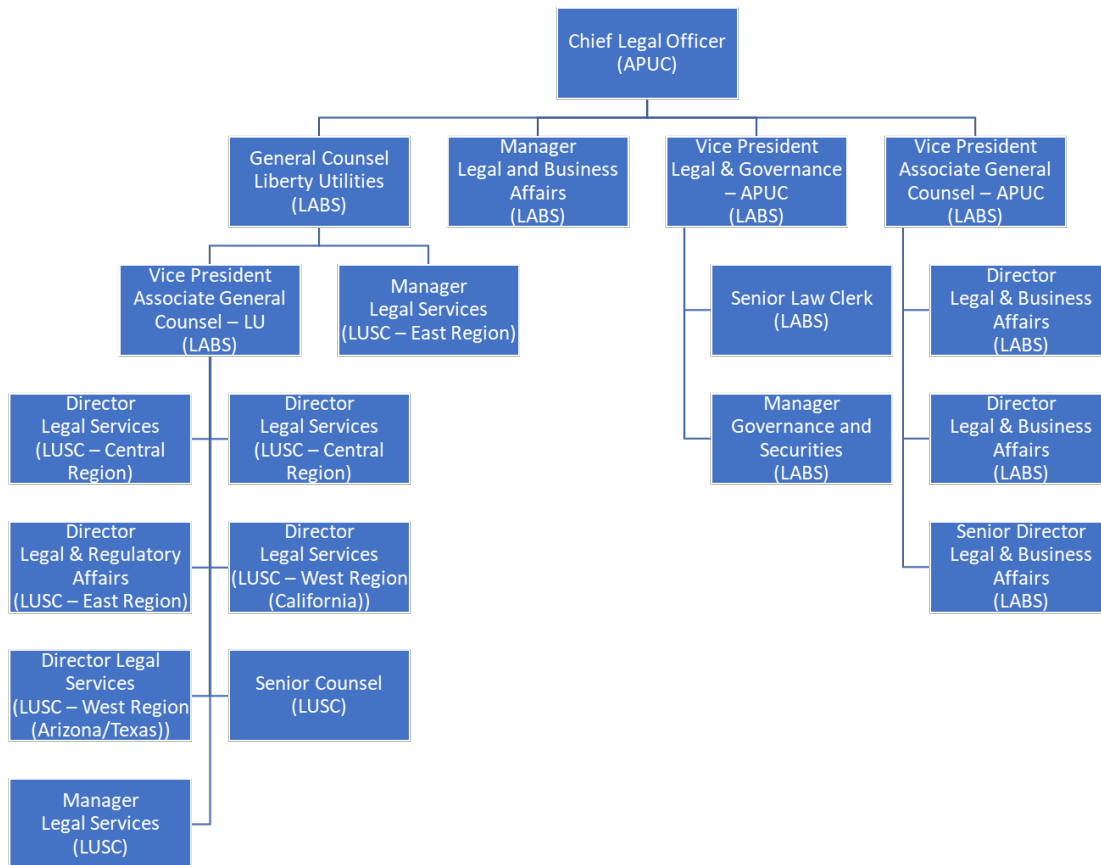 Chief Legal Officer
(APUC)
General Counsel
Liberty Utilities
(LABS)
Manager
Legal and Business
Affairs
(LABS)
Vice President
Legal & Governance
– APUC
(LABS)
Vice President
Associate General
Counsel – APUC
(LABS)
Vice President
Associate General
Counsel – LU
(LABS)
Manager
Legal Services
(LUSC – East Region)
Senior Law Clerk
(LABS)
Director
Legal & Business
Affairs
(LABS)
Director
Legal Services
(LUSC – Central
Region)
Director
Legal Services
(LUSC – Central
Region)
Manager
Governance and
Securities
(LABS)
Director
Legal & Business
Affairs
(LABS)
Director
Legal & Regulatory
Affairs
(LUSC – East Region)
Director
Legal Services
(LUSC – West Region
(California))
Senior Director
Legal & Business
Affairs
(LABS)
Director Legal
Services
(LUSC – West Region
(Arizona/Texas))
Senior Counsel
(LUSC)
Manager
Legal Services
(LUSC)